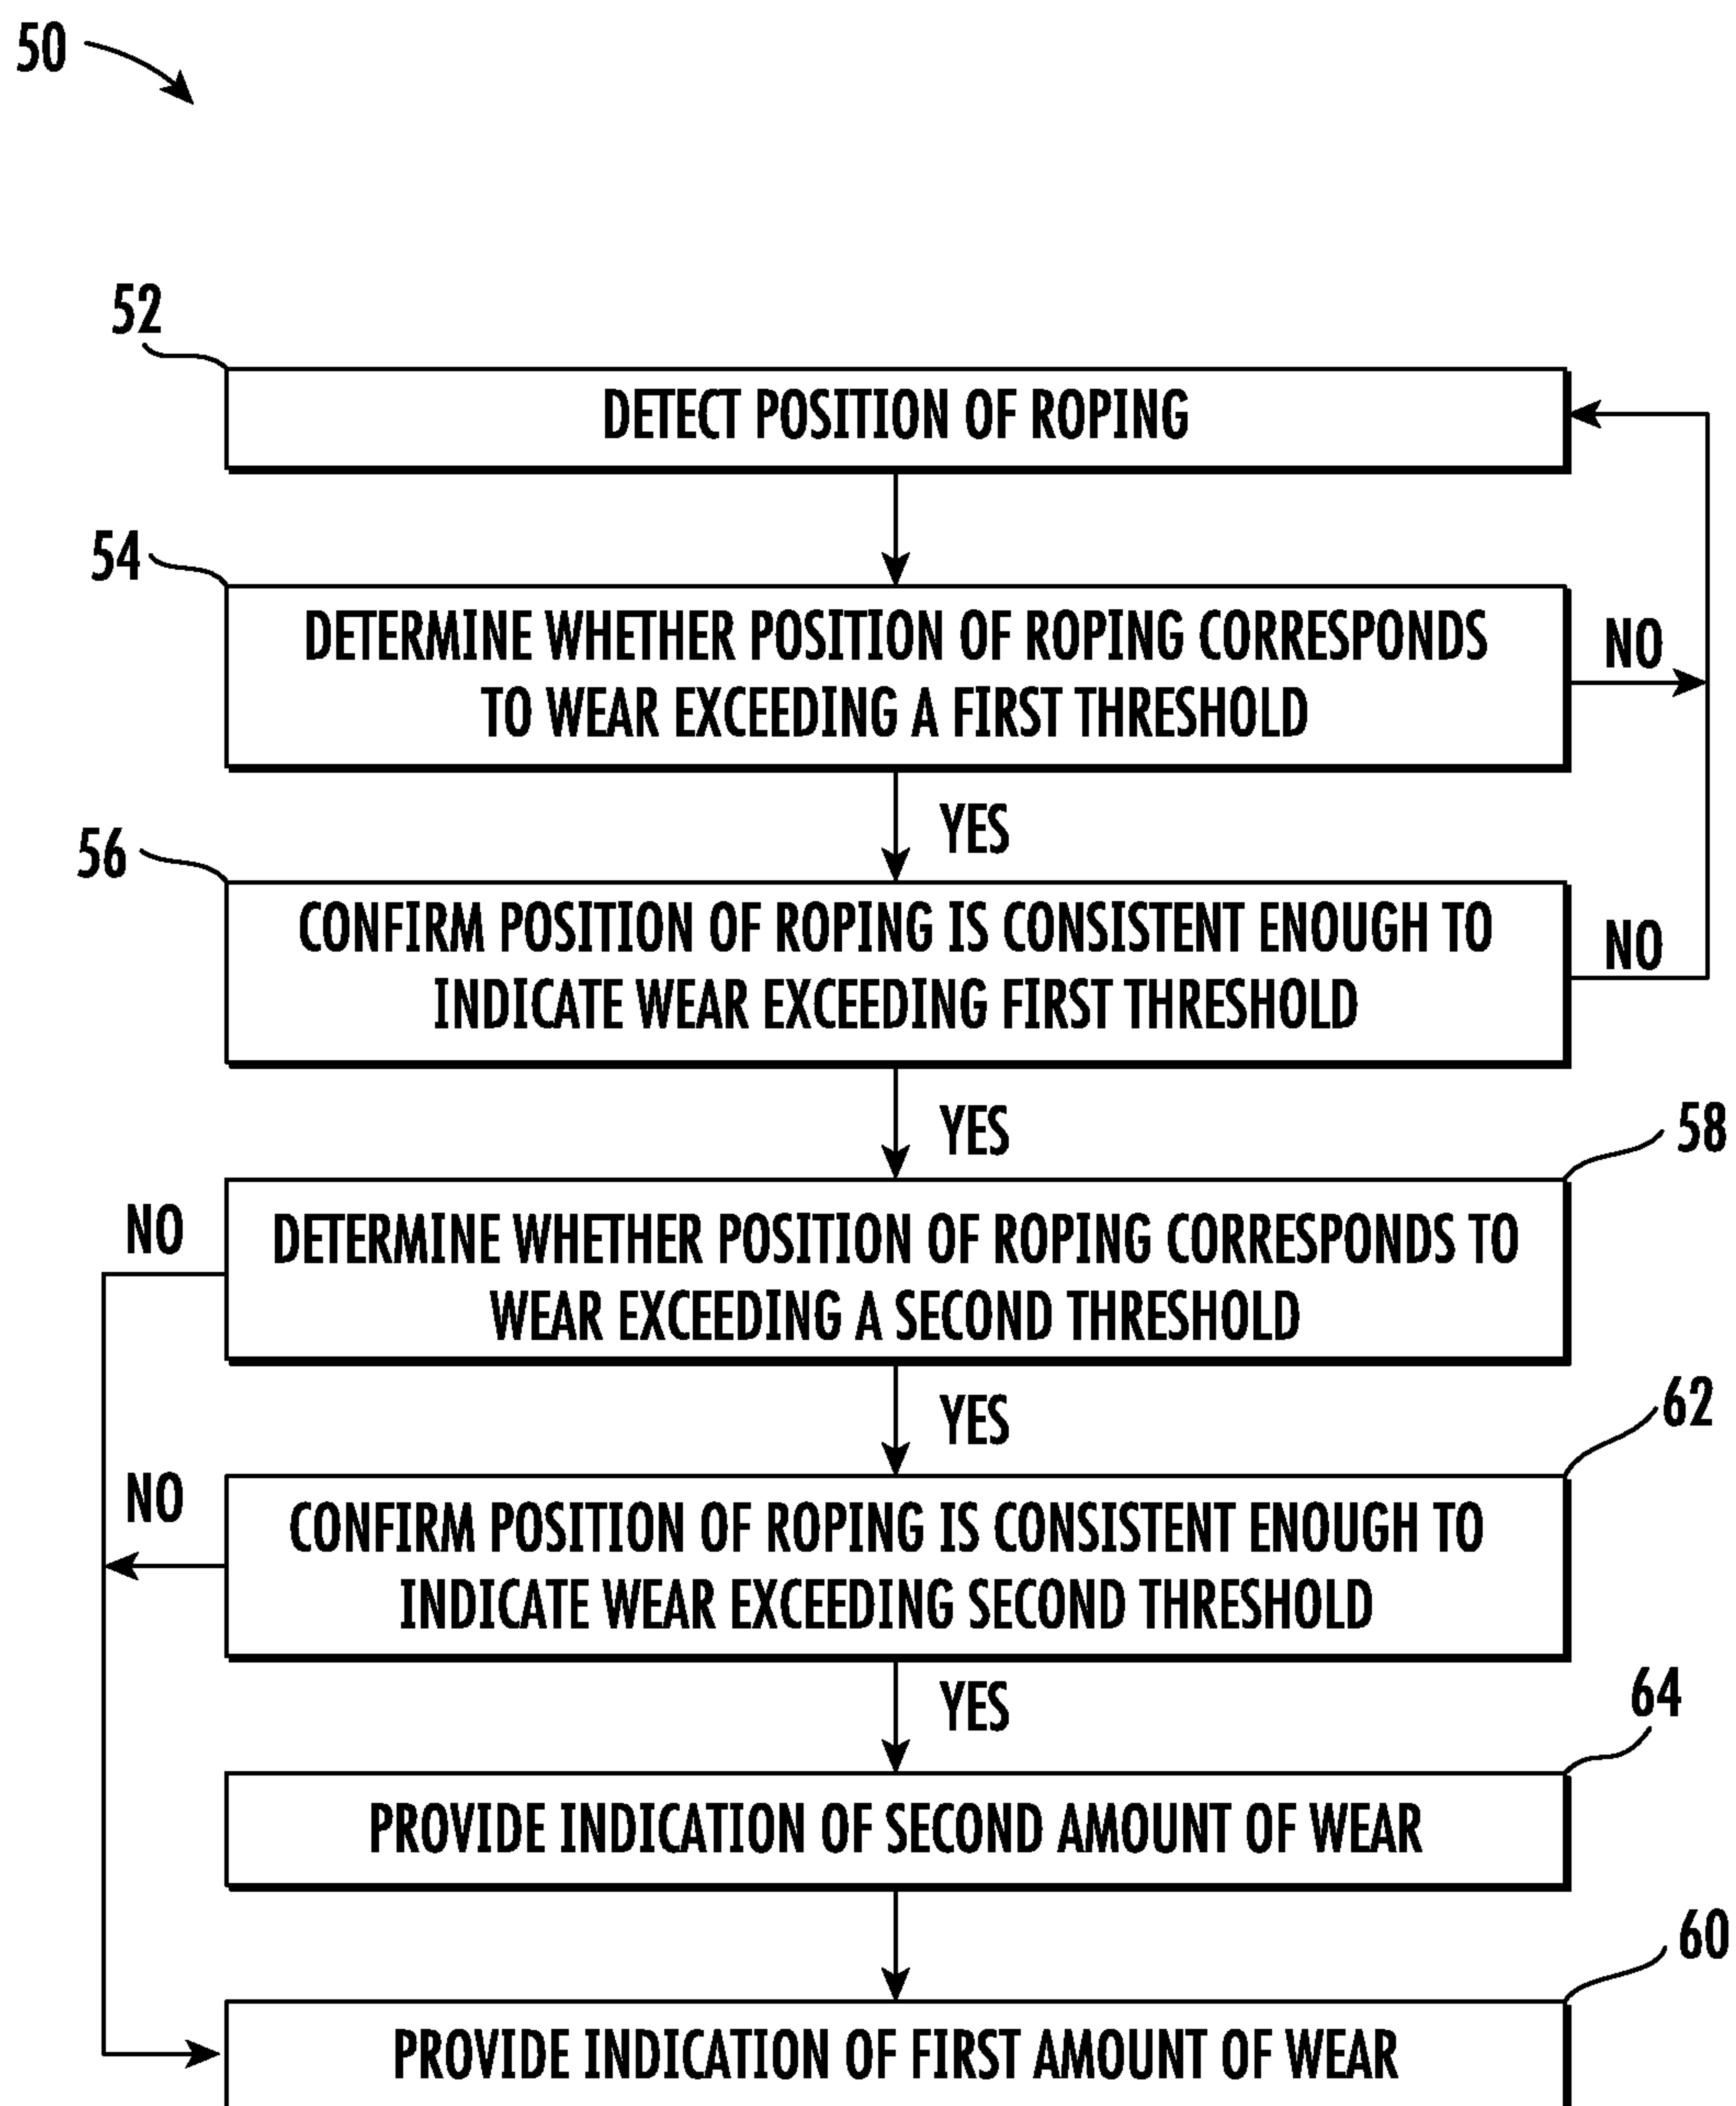 50
52
DETECT POSITION OF ROPING
54
DETERMINE WHETHER POSITION OF ROPING CORRESPONDS
TO WEAR EXCEEDING A FIRST THRESHOLD
NO
YES
56
CONFIRM POSITION OF ROPING IS CONSISTENT ENOUGH TO
INDICATE WEAR EXCEEDING FIRST THRESHOLD
NO
YES
58
NO
DETERMINE WHETHER POSITION OF ROPING CORRESPONDS TO
WEAR EXCEEDING A SECOND THRESHOLD
YES
62
NO
CONFIRM POSITION OF ROPING IS CONSISTENT ENOUGH TO
INDICATE WEAR EXCEEDING SECOND THRESHOLD
YES
64
PROVIDE INDICATION OF SECOND AMOUNT OF WEAR
60
PROVIDE INDICATION OF FIRST AMOUNT OF WEAR